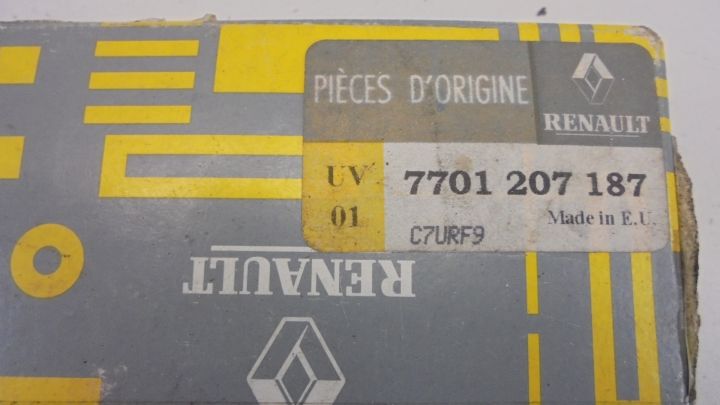 PIÈCES D'ORIGINE
RENAULT
UV 7701 207 187
01 C7URF9 Made in E.U.
RENAULT